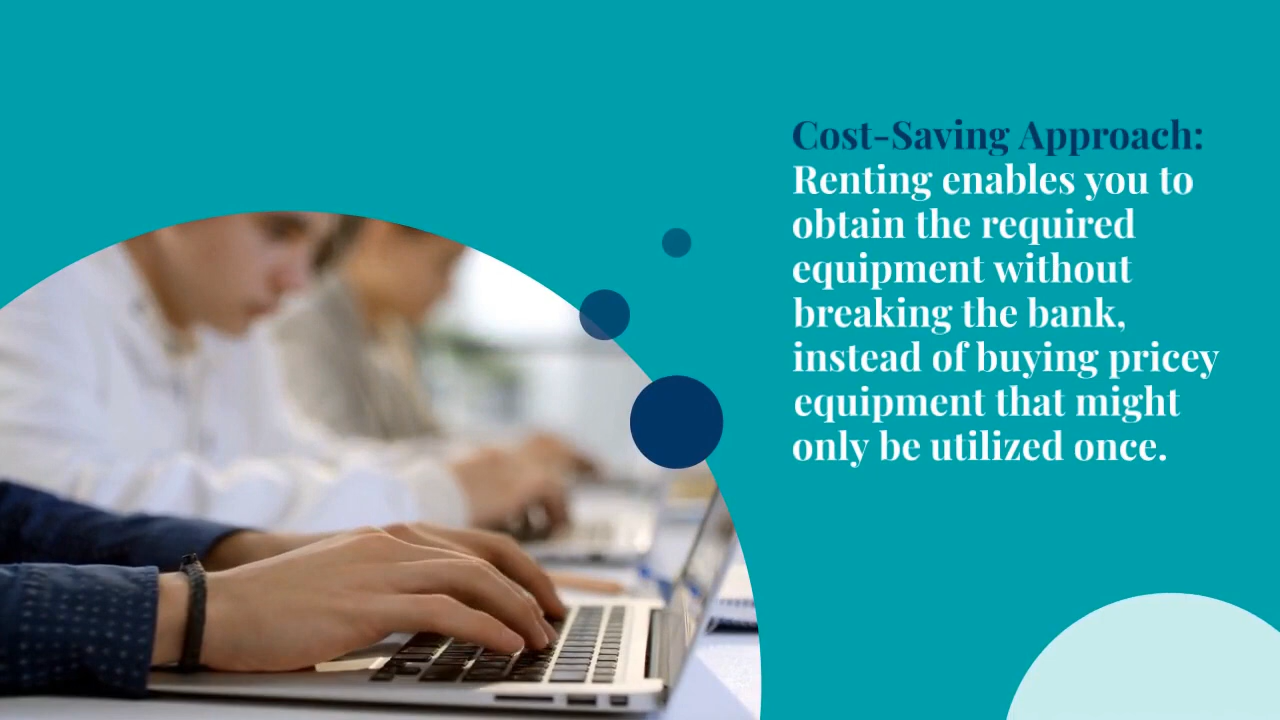 Cost-Saving Approach:
Renting enables you to
obtain the required
equipment without
breaking the bank,
instead of buying pricey
equipment that might
only be utilized once.